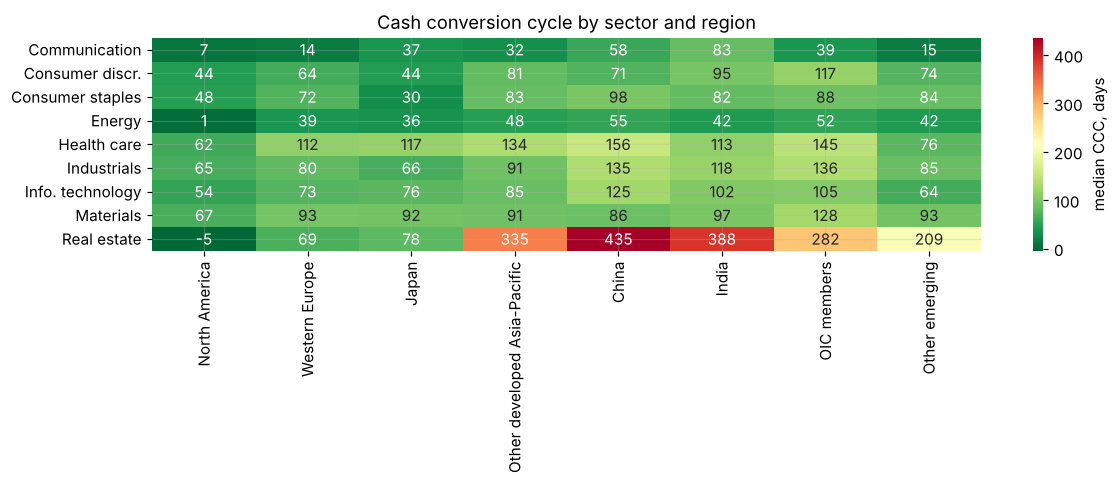 Cash conversion cycle by sector and region
Communication 7 14 37 32 58 83 39 15
Consumer discr. 44 64 44 81 71 95 117 74
Consumer staples 48 72 30 83 98 82 88 84
Energy 1 39 36 48 55 42 52 42
Health care 62 112 117 134 156 113 145 76
Industrials 65 80 66 91 135 118 136 85
Info. technology 54 73 76 85 125 102 105 64
Materials 67 93 92 91 86 97 128 93
Real estate -5 69 78 335 435 388 282 209
North America
Western Europe
Japan
Other developed Asia-Pacific
China
India
OIC members
Other emerging
400
300
200
100
0
median CCC, days